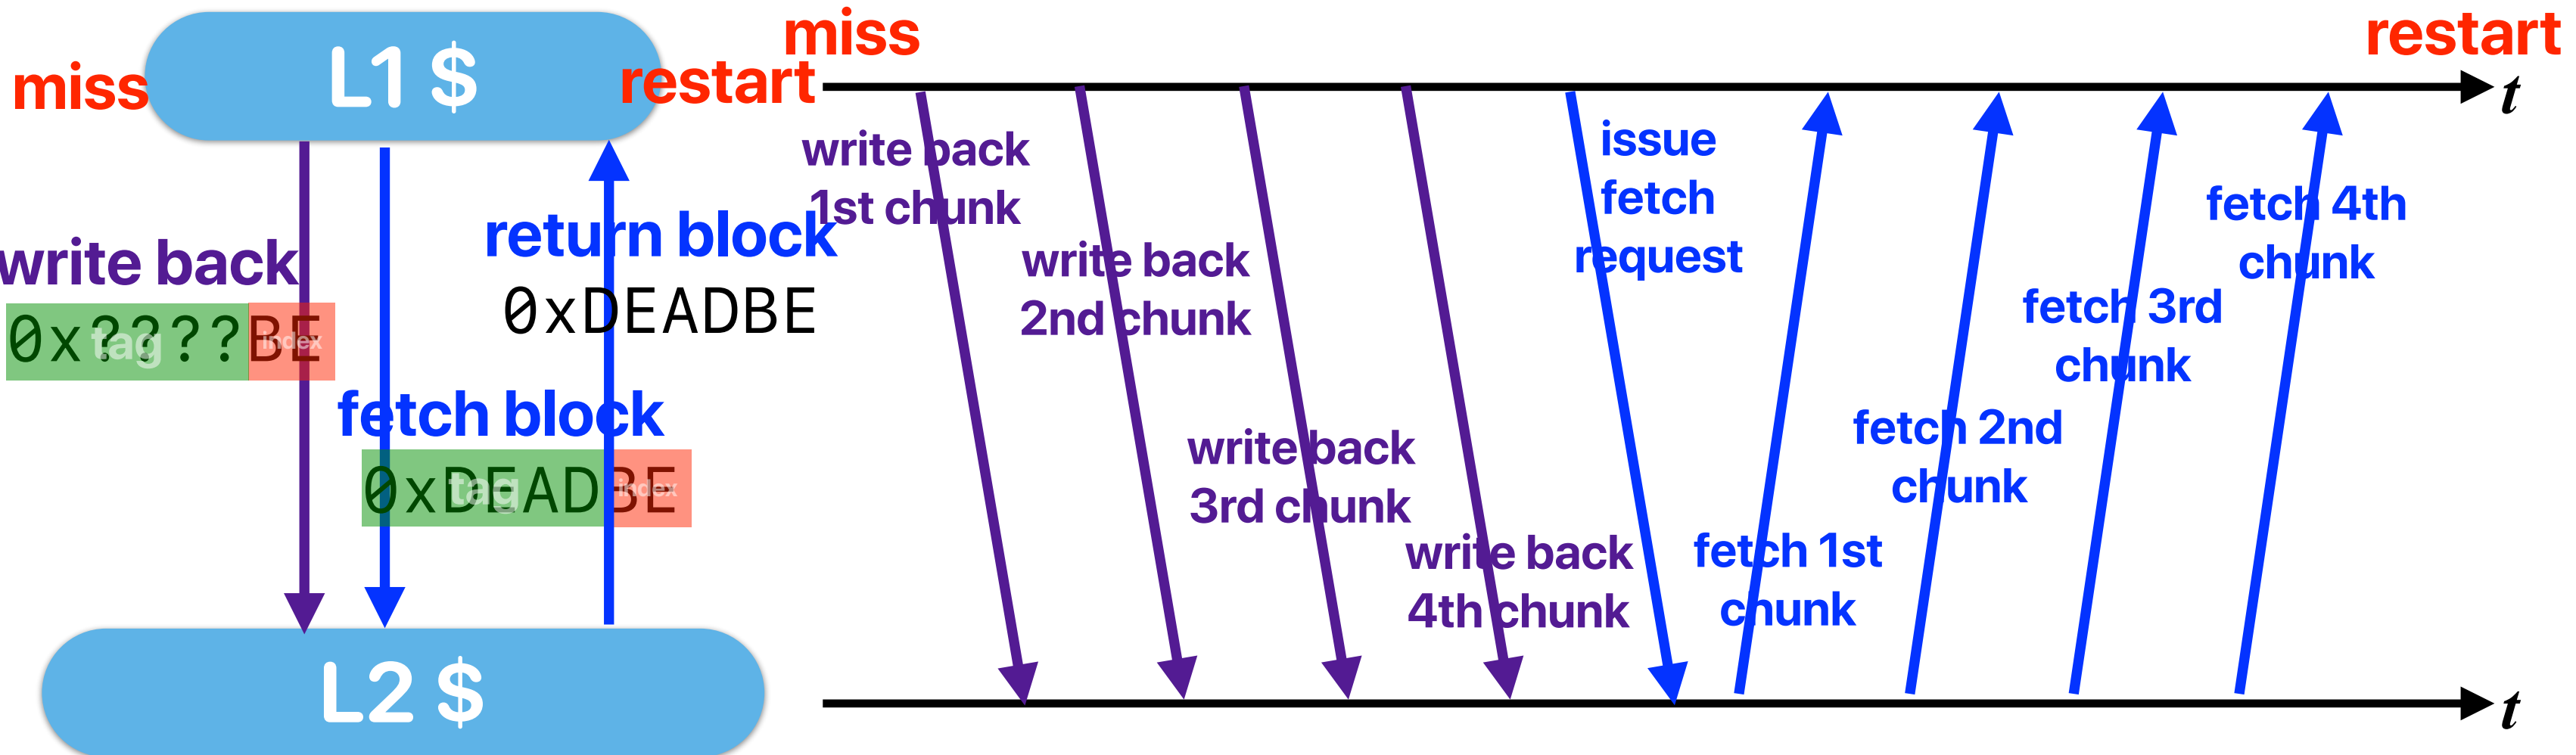 miss
L1 $
restart
write back
0x????BE
tag
index
return block
0xDEADBE
fetch block
0xDEADBE
tag
index
L2 $
miss
restart
t
write back
1st chunk
write back
2nd chunk
write back
3rd chunk
write back
4th chunk
issue
fetch
request
fetch 1st
chunk
fetch 2nd
chunk
fetch 3rd
chunk
fetch 4th
chunk
t